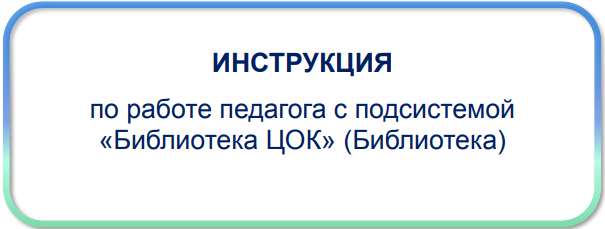 ИНСТРУКЦИЯ
по работе педагога с подсистемой
«Библиотека ЦОК» (Библиотека)